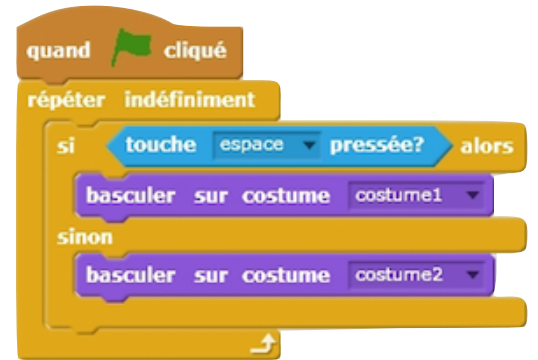 quand cliqué
répéter indéfiniment
si touche espace pressée? alors
basculer sur costume costume1
sinon
basculer sur costume costume2